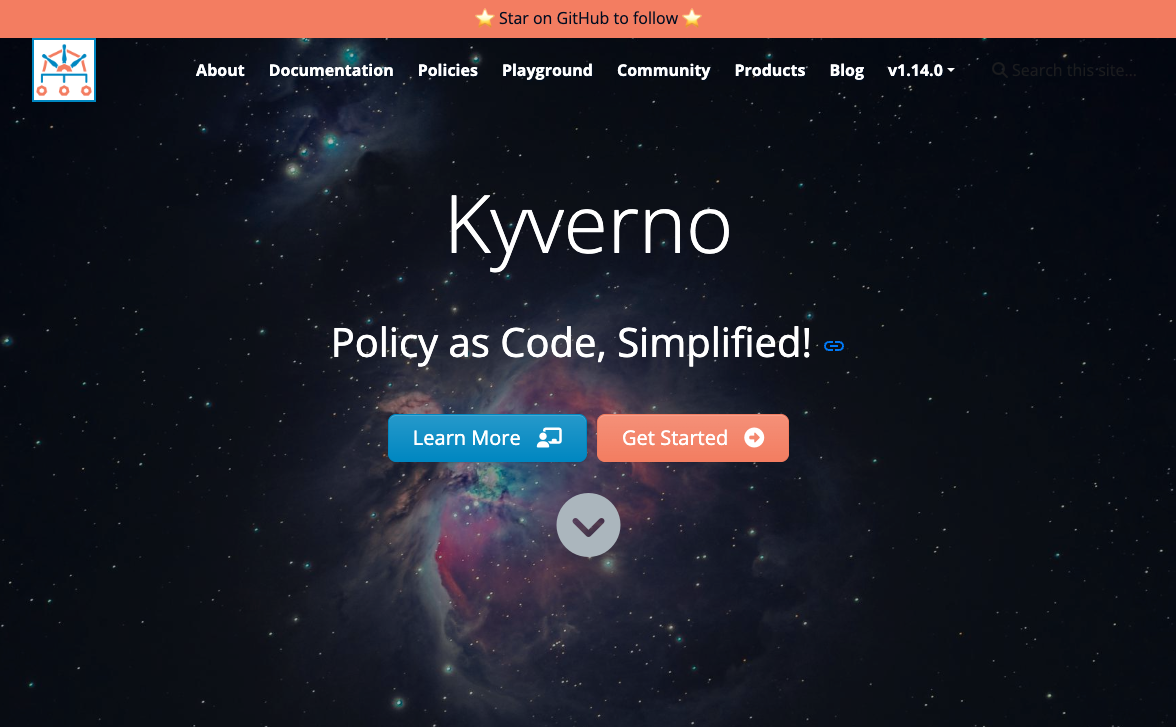 ⭐ Star on GitHub to follow ⭐
About Documentation Policies Playground Community Products Blog v1.14.0 Search this site...
Kyverno
Policy as Code, Simplified!
Learn More Get Started